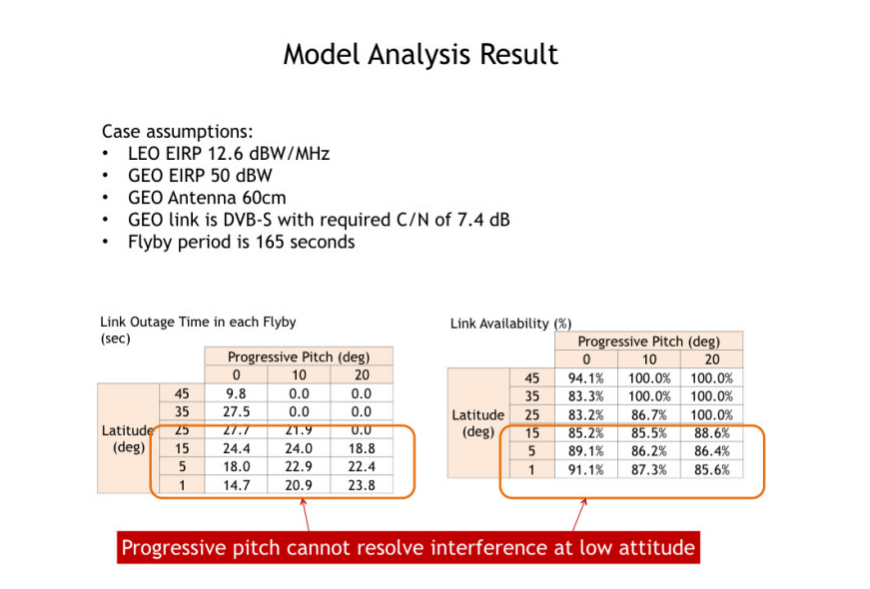 Model Analysis Result
Case assumptions:
• LEO EIRP 12.6 dBW/MHz
• GEO EIRP 50 dBW
• GEO Antenna 60cm
• GEO link is DVB-S with required C/N of 7.4 dB
• Flyby period is 165 seconds
Link Outage Time in each Flyby
(sec)
Progressive Pitch (deg)
0 10 20
45 9.8 0.0 0.0
35 27.5 0.0 0.0
Latitude 25 27.7 21.9 0.0
(deg) 15 24.4 24.0 18.8
5 18.0 22.9 22.4
1 14.7 20.9 23.8
Link Availability (%)
Progressive Pitch (deg)
0 10 20
45 94.1% 100.0% 100.0%
35 83.3% 100.0% 100.0%
Latitude 25 83.2% 86.7% 100.0%
(deg) 15 85.2% 85.5% 88.6%
5 89.1% 86.2% 86.4%
1 91.1% 87.3% 85.6%
Progressive pitch cannot resolve interference at low attitude